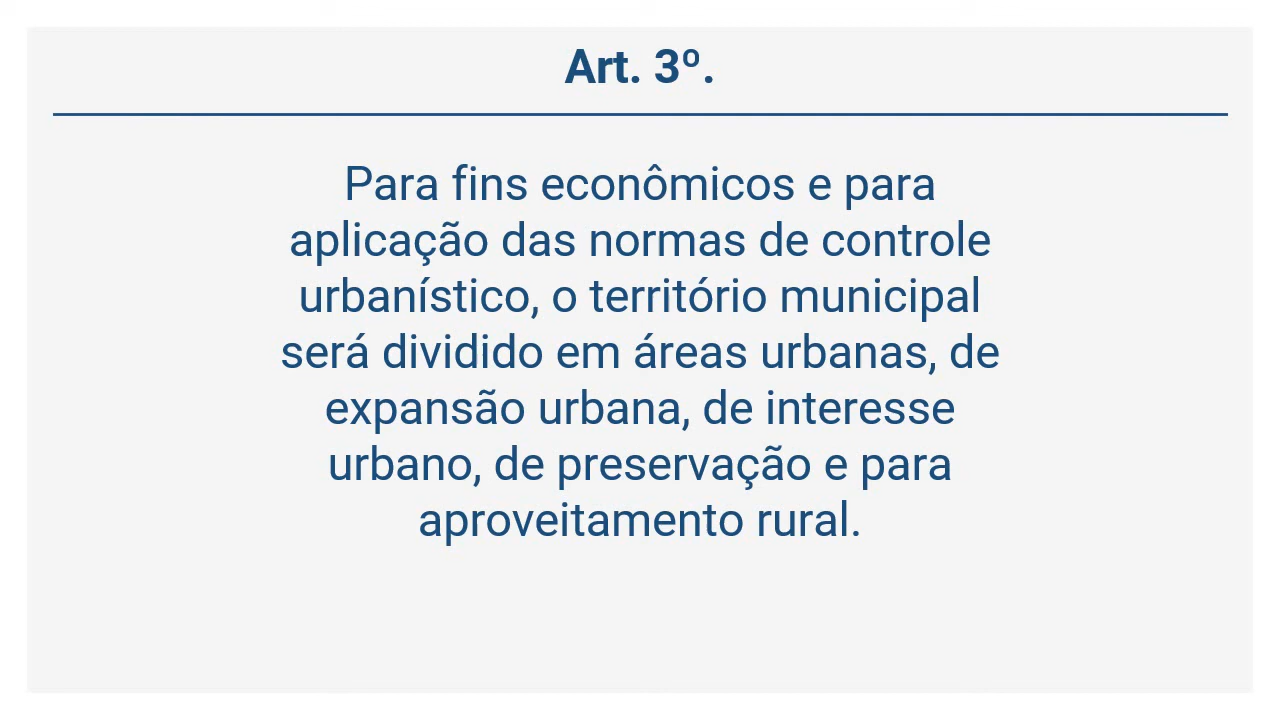 Art. 3º.
Para fins econômicos e para
aplicação das normas de controle
urbanístico, o território municipal
será dividido em áreas urbanas, de
expansão urbana, de interesse
urbano, de preservação e para
aproveitamento rural.